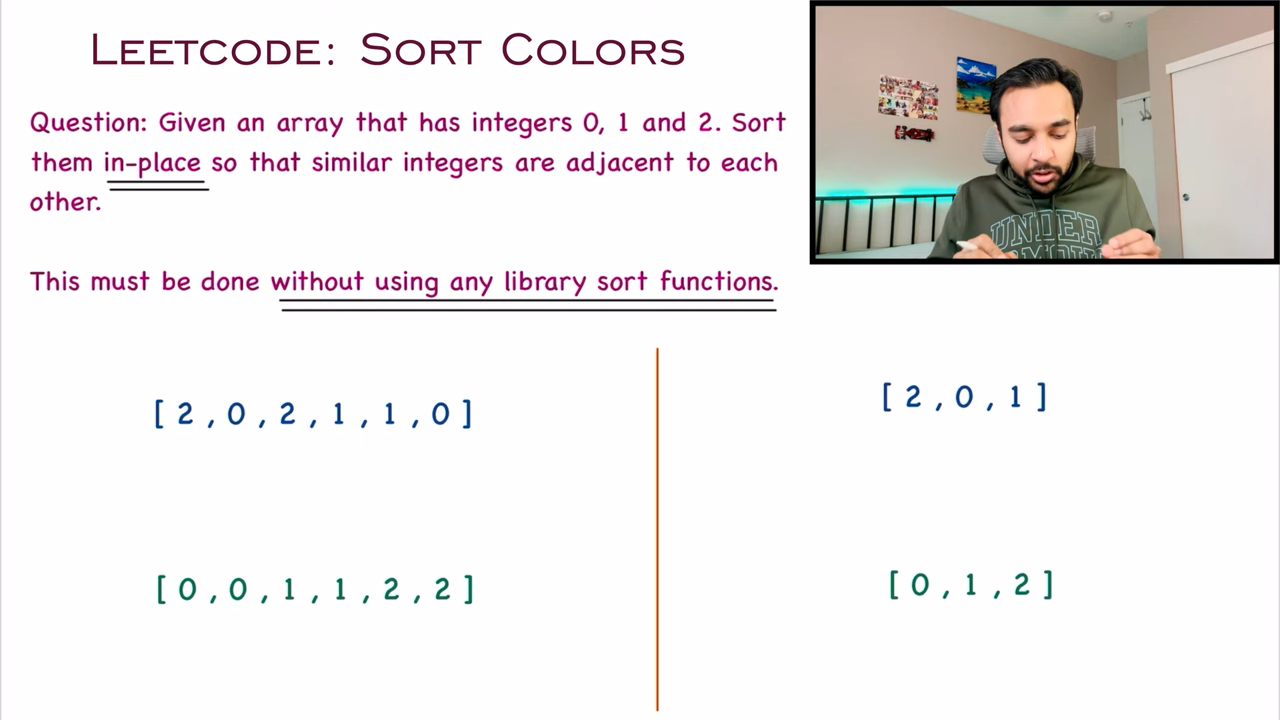 LEETCODE: SORT COLORS
Question: Given an array that has integers 0, 1 and 2. Sort
them in-place so that similar integers are adjacent to each
other.
This must be done without using any library sort functions.
[ 2 , 0 , 2 , 1 , 1 , 0 ]
[ 0 , 0 , 1 , 1 , 2 , 2 ]
[ 2 , 0 , 1 ]
[ 0 , 1 , 2 ]
UNDER